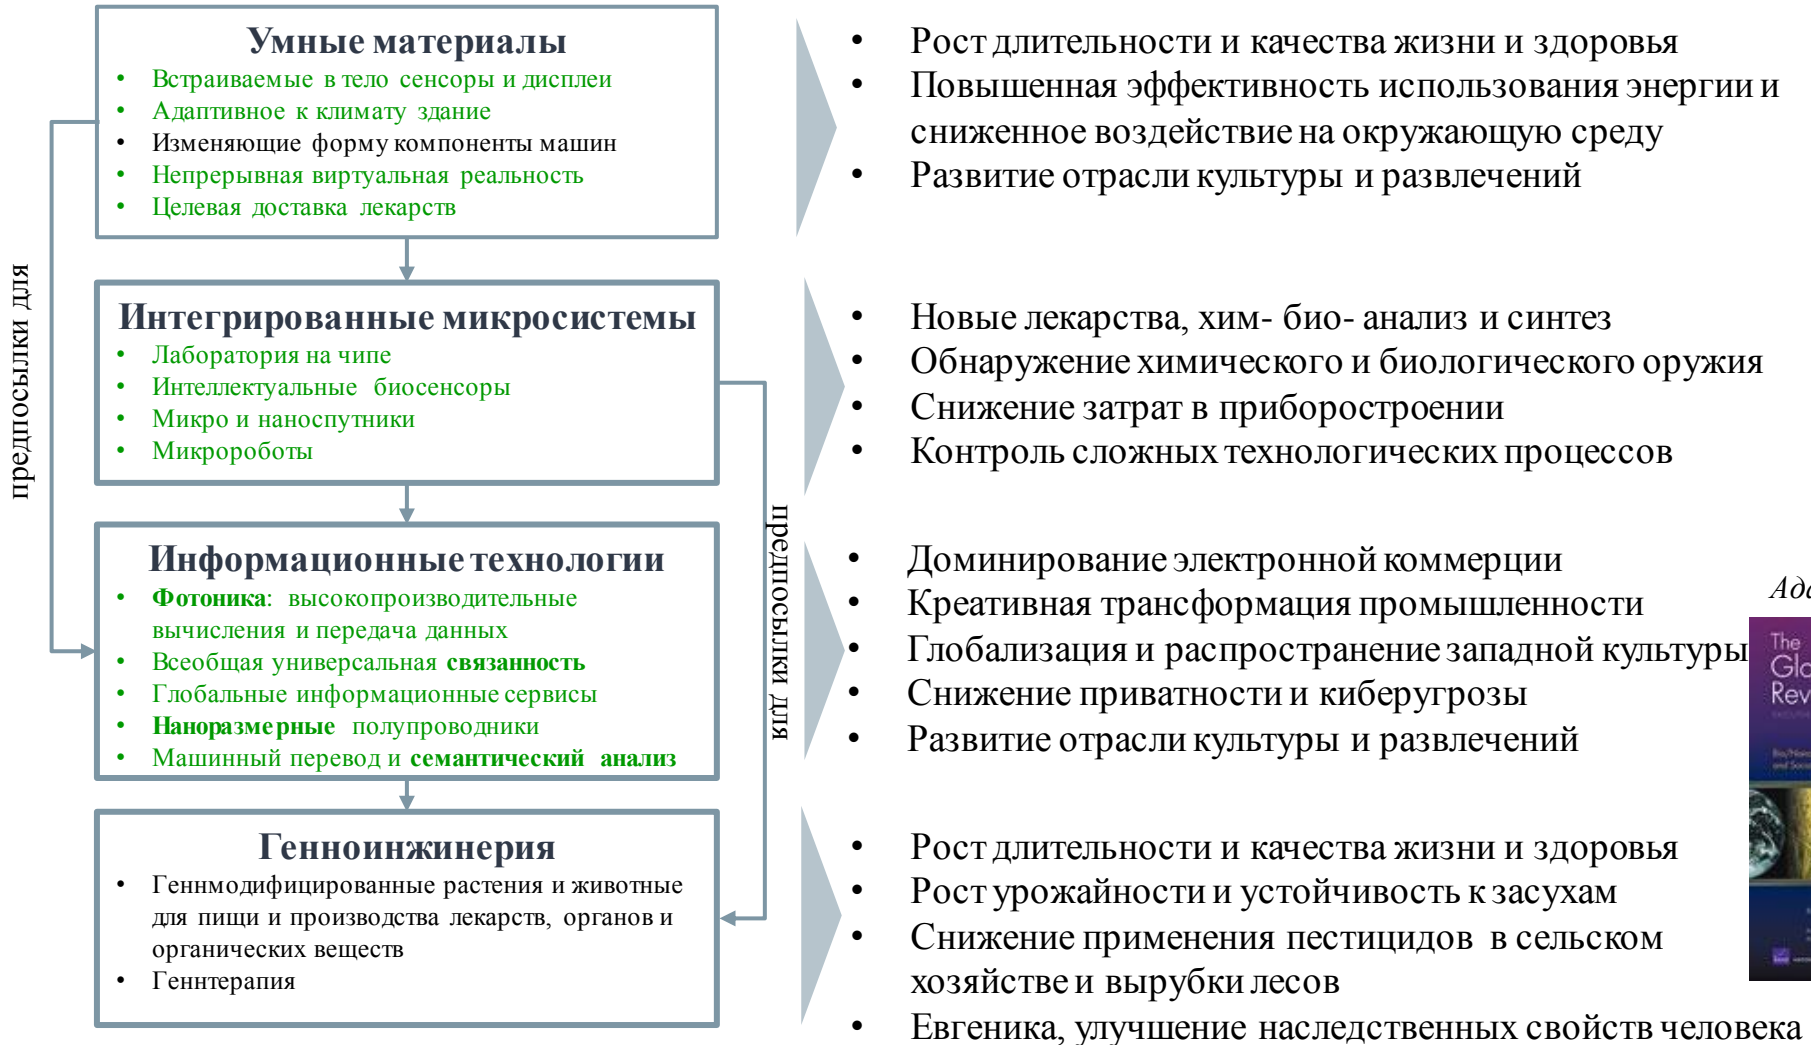 Умные материалы
• Встраиваемые в тело сенсоры и дисплеи
• Адаптивное к климату здание
• Изменяющие форму компоненты машин
• Непрерывная виртуальная реальность
• Целевая доставка лекарств
• Рост длительности и качества жизни и здоровья
• Повышенная эффективность использования энергии и
сниженное воздействие на окружающую среду
• Развитие отрасли культуры и развлечений
предпосылки для
Интегрированные микросистемы
• Лаборатория на чипе
• Интеллектуальные биосенсоры
• Микро и наноспутники
• Микророботы
• Новые лекарства, хим- био- анализ и синтез
• Обнаружение химического и биологического оружия
• Снижение затрат в приборостроении
• Контроль сложных технологических процессов
предпосылки для
Информационные технологии
• Фотоника: высокопроизводительные
вычисления и передача данных
• Всеобщая универсальная связанность
• Глобальные информационные сервисы
• Наноразмерные полупроводники
• Машинный перевод и семантический анализ
• Доминирование электронной коммерции
• Креативная трансформация промышленности
• Глобализация и распространение западной культуры
• Снижение приватности и киберугрозы
• Развитие отрасли культуры и развлечений
The
Генноинжинерия
• Геннмодифицированные растения и животные
для пищи и производства лекарств, органов и
органических веществ
• Геннтерапия
• Рост длительности и качества жизни и здоровья
• Рост урожайности и устойчивость к засухам
• Снижение применения пестицидов в сельском
хозяйстве и вырубки лесов
• Евгеника, улучшение наследственных свойств человека